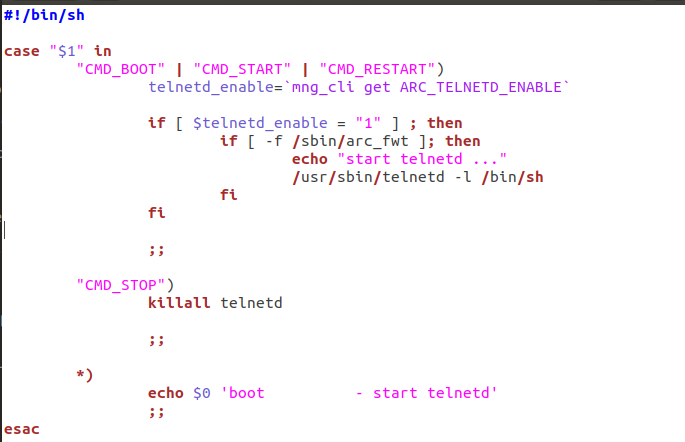 #!/bin/sh
case "$1" in
"CMD_BOOT" | "CMD_START" | "CMD_RESTART")
telnetd_enable=`mng_cli get ARC_TELNETD_ENABLE`
if [ $telnetd_enable = "1" ] ; then
if [ -f /sbin/arc_fwt ]; then
echo "start telnetd ..."
/usr/sbin/telnetd -l /bin/sh
fi
fi
;;
"CMD_STOP")
killall telnetd
;;
*)
echo $0 'boot          - start telnetd'
;;
esac